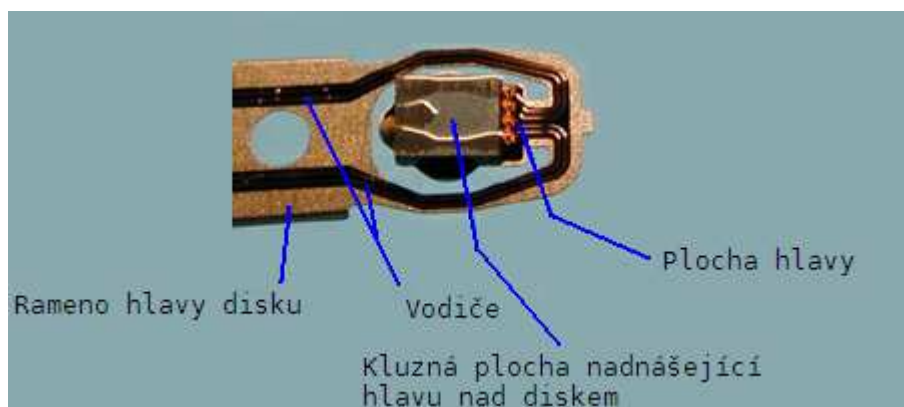 Plocha hlavy
Rameno hlavy disku
Vodiče
Kluzná plocha nadnášející
hlavu nad diskem